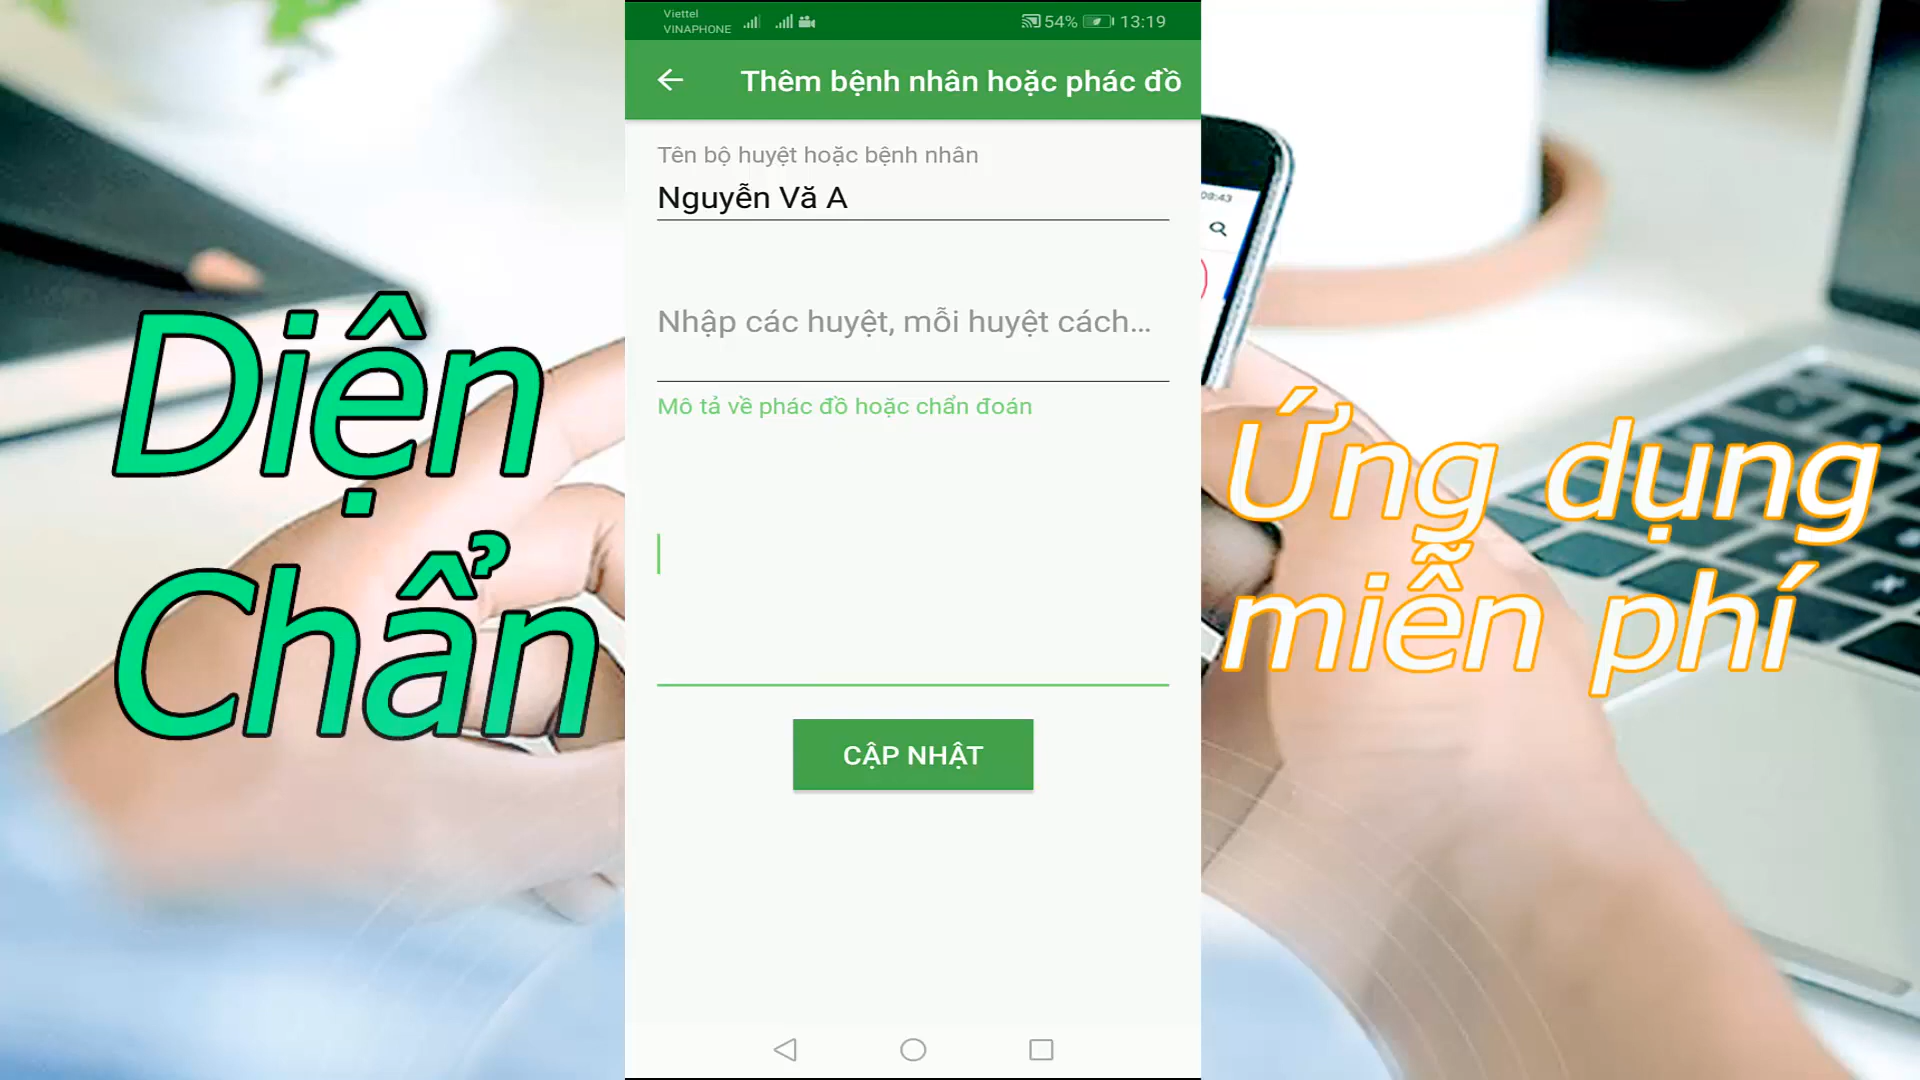 Viettel
VINAPHONE
54% 13:19
Thêm bệnh nhân hoặc phác đồ
Tên bộ huyệt hoặc bệnh nhân
Nguyễn Vă A
Nhập các huyệt, mỗi huyệt cách...
Mô tả về phác đồ hoặc chẩn đoán
CẬP NHẬT
Diện
Chẩn
Ứng dụng
miễn phí